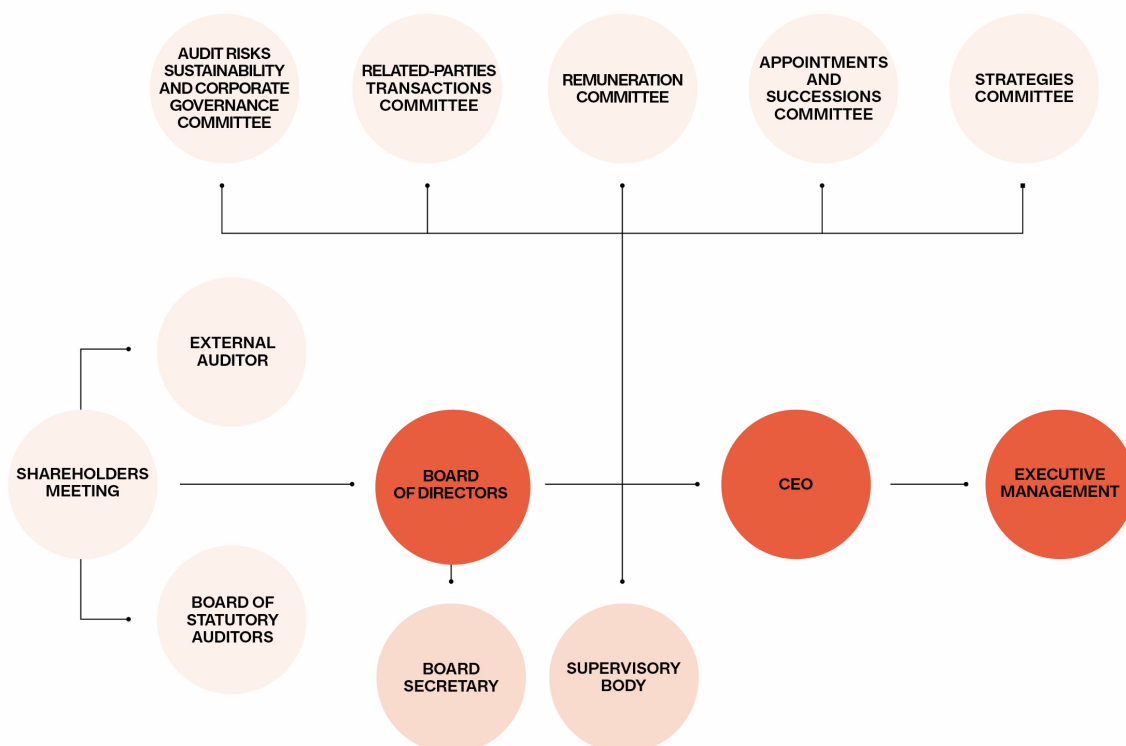 AUDIT RISKS
SUSTAINABILITY
AND CORPORATE
GOVERNANCE
COMMITTEE
RELATED-PARTIES
TRANSACTIONS
COMMITTEE
REMUNERATION
COMMITTEE
APPOINTMENTS
AND
SUCCESSIONS
COMMITTEE
STRATEGIES
COMMITTEE
EXTERNAL
AUDITOR
SHAREHOLDERS
MEETING
BOARD
OF DIRECTORS
CEO
EXECUTIVE
MANAGEMENT
BOARD OF
STATUTORY
AUDITORS
BOARD
SECRETARY
SUPERVISORY
BODY